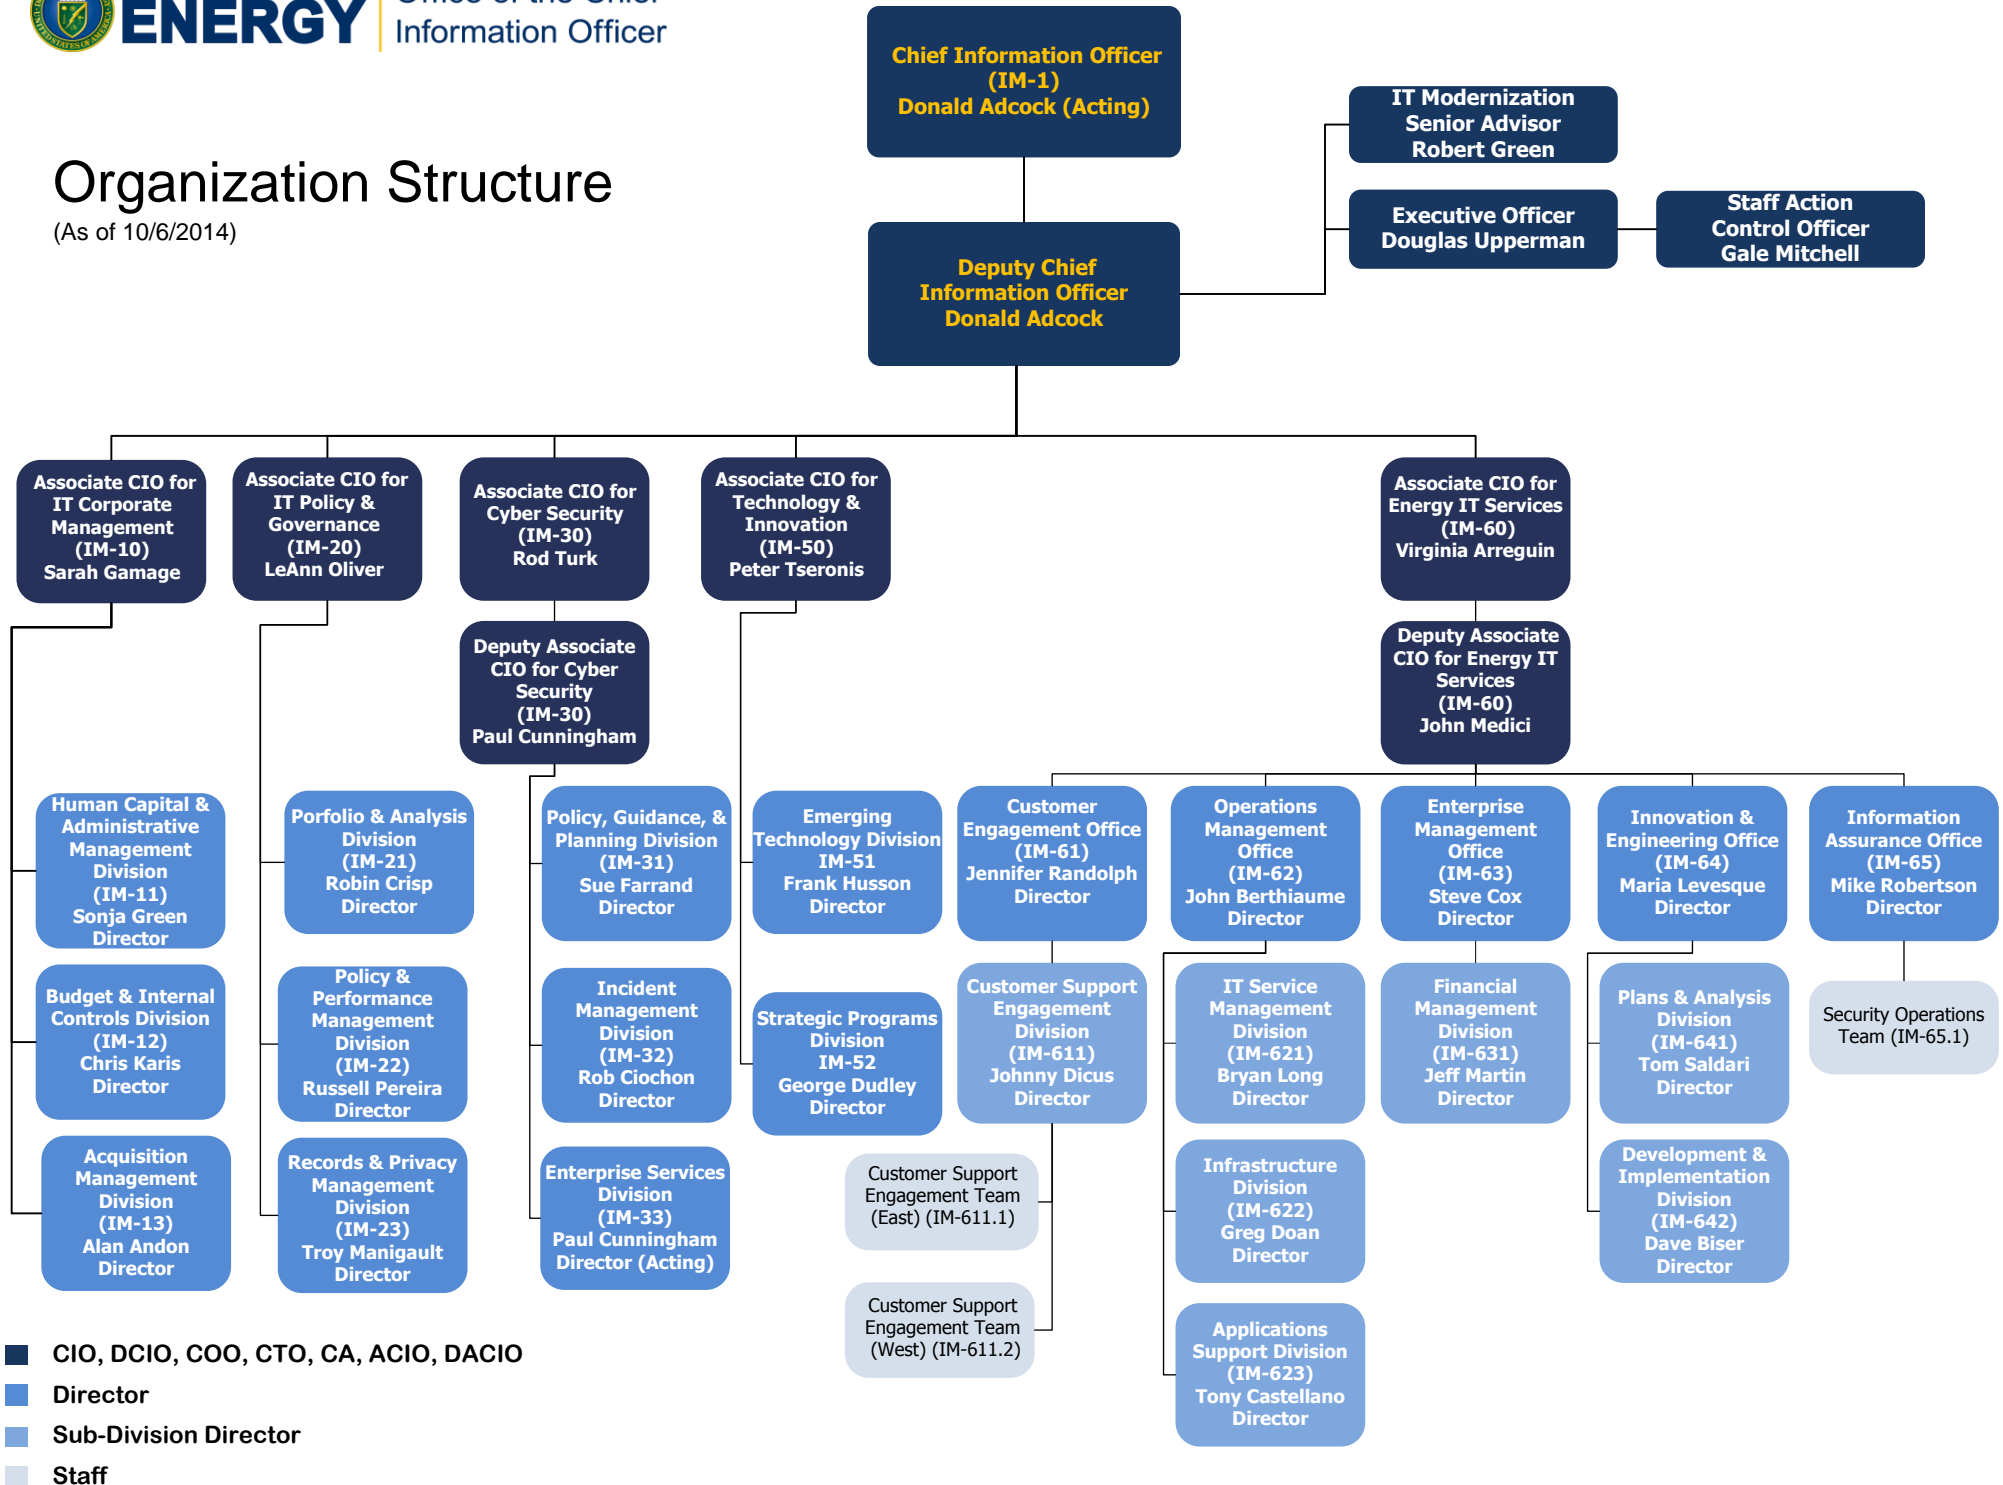 ENERGY
Office of the Chief
Information Officer
Organization Structure
(As of 10/6/2014)
Chief Information Officer
(IM-1)
Donald Adcock (Acting)
IT Modernization
Senior Advisor
Robert Green
Executive Officer
Douglas Upperman
Staff Action
Control Officer
Gale Mitchell
Deputy Chief
Information Officer
Donald Adcock
Associate CIO for
IT Corporate
Management
(IM-10)
Sarah Gamage
Associate CIO for
IT Policy &
Governance
(IM-20)
LeAnn Oliver
Associate CIO for
Cyber Security
(IM-30)
Rod Turk
Associate CIO for
Technology &
Innovation
(IM-50)
Peter Tseronis
Associate CIO for
Energy IT Services
(IM-60)
Virginia Arreguin
Deputy Associate
CIO for Cyber
Security
(IM-30)
Paul Cunningham
Deputy Associate
CIO for Energy IT
Services
(IM-60)
John Medici
Human Capital &
Administrative
Management
Division
(IM-11)
Sonja Green
Director
Porfolio & Analysis
Division
(IM-21)
Robin Crisp
Director
Policy, Guidance, &
Planning Division
(IM-31)
Sue Farrand
Director
Emerging
Technology Division
IM-51
Frank Husson
Director
Customer
Engagement Office
(IM-61)
Jennifer Randolph
Director
Operations
Management
Office
(IM-62)
John Berthiaume
Director
Enterprise
Management
Office
(IM-63)
Steve Cox
Director
Innovation &
Engineering Office
(IM-64)
Maria Levesque
Director
Information
Assurance Office
(IM-65)
Mike Robertson
Director
Budget & Internal
Controls Division
(IM-12)
Chris Karis
Director
Policy &
Performance
Management
Division
(IM-22)
Russell Pereira
Director
Incident
Management
Division
(IM-32)
Rob Ciochon
Director
Strategic Programs
Division
IM-52
George Dudley
Director
Customer Support
Engagement
Division
(IM-611)
Johnny Dicus
Director
IT Service
Management
Division
(IM-621)
Bryan Long
Director
Financial
Management
Division
(IM-631)
Jeff Martin
Director
Plans & Analysis
Division
(IM-641)
Tom Saldari
Director
Security Operations
Team (IM-65.1)
Acquisition
Management
Division
(IM-13)
Alan Andon
Director
Records & Privacy
Management
Division
(IM-23)
Troy Manigault
Director
Enterprise Services
Division
(IM-33)
Paul Cunningham
Director (Acting)
Customer Support
Engagement Team
(East) (IM-611.1)
Infrastructure
Division
(IM-622)
Greg Doan
Director
Development &
Implementation
Division
(IM-642)
Dave Biser
Director
Customer Support
Engagement Team
(West) (IM-611.2)
Applications
Support Division
(IM-623)
Tony Castellano
Director
CIO, DCIO, COO, CTO, CA, ACIO, DACIO
Director
Sub-Division Director
Staff